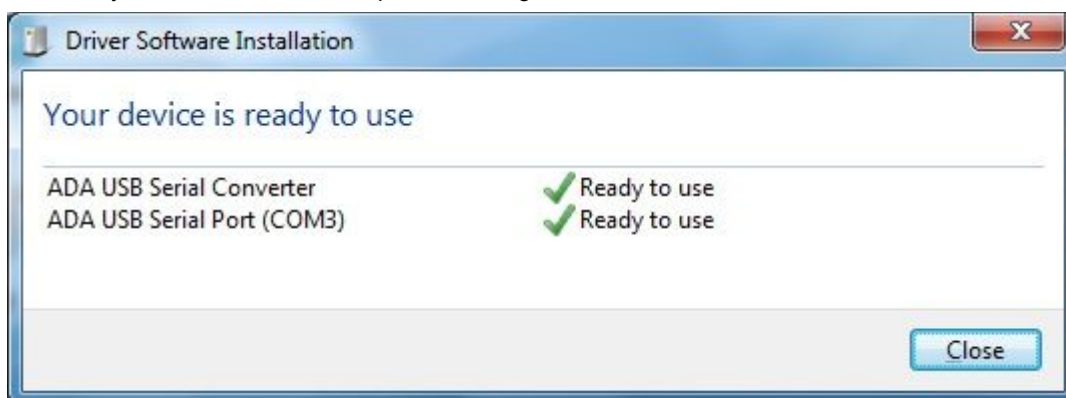 Driver Software Installation
X
Your device is ready to use
ADA USB Serial Converter Ready to use
ADA USB Serial Port (COM3) Ready to use
Close